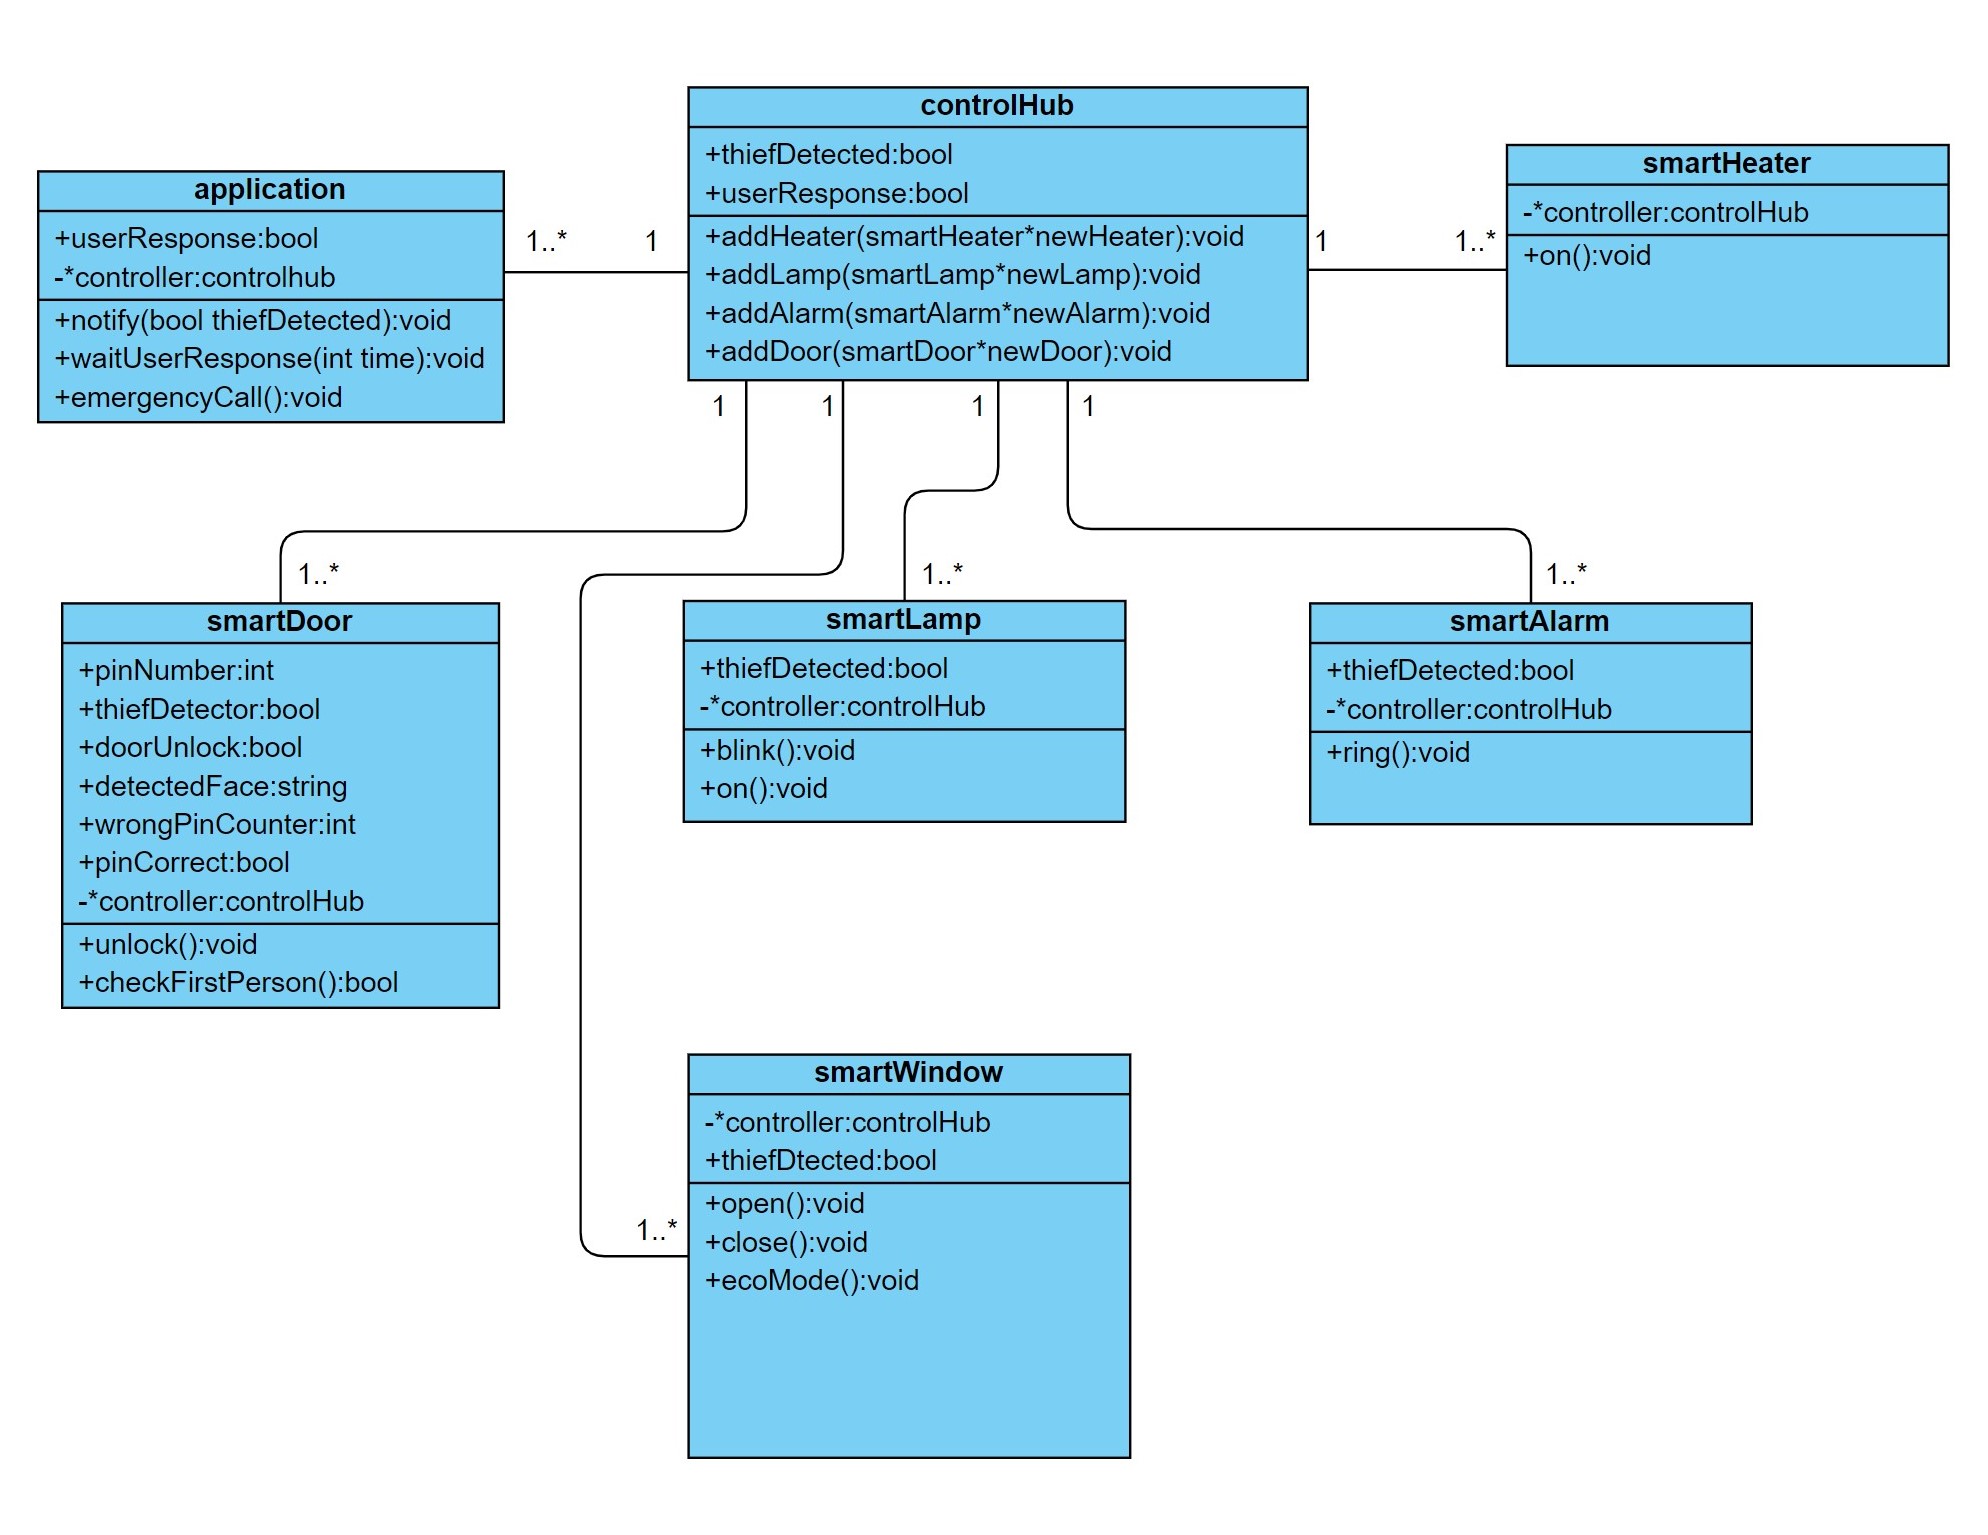 controlHub
+thiefDetected:bool
+userResponse:bool
+addHeater(smartHeater*newHeater):void
+addLamp(smartLamp*newLamp):void
+addAlarm(smartAlarm*newAlarm):void
+addDoor(smartDoor*newDoor):void
application
+userResponse:bool
-*controller:controlhub
+notify(bool thiefDetected):void
+waitUserResponse(int time):void
+emergencyCall():void
1..* 1
1 1..*
smartHeater
-*controller:controlHub
+on():void
1 1 1 1
1..* 1..* 1..*
smartDoor
+pinNumber:int
+thiefDetector:bool
+doorUnlock:bool
+detectedFace:string
+wrongPinCounter:int
+pinCorrect:bool
-*controller:controlHub
+unlock():void
+checkFirstPerson():bool
smartLamp
+thiefDetected:bool
-*controller:controlHub
+blink():void
+on():void
smartAlarm
+thiefDetected:bool
-*controller:controlHub
+ring():void
1..*
smartWindow
-*controller:controlHub
+thiefDtected:bool
+open():void
+close():void
+ecoMode():void